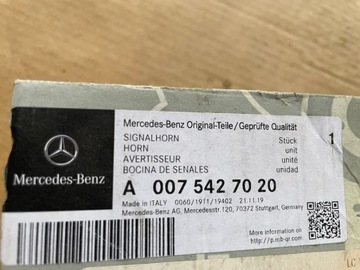 Mercedes-Benz Original-Teile/Geprüfte Qualität
SIGNALHORN Stück 1
HORN unit
AVERTISSEUR unité
BOCINA DE SENALES unidad
Mercedes-Benz
A 007 542 70 20
Made in ITALY 0060/19T1/19402 21.11.19
Mercedes-Benz AG, Mercedesstr. 120, 70372 Stuttgart, Germany
More information on
http://p.mb-qr.com